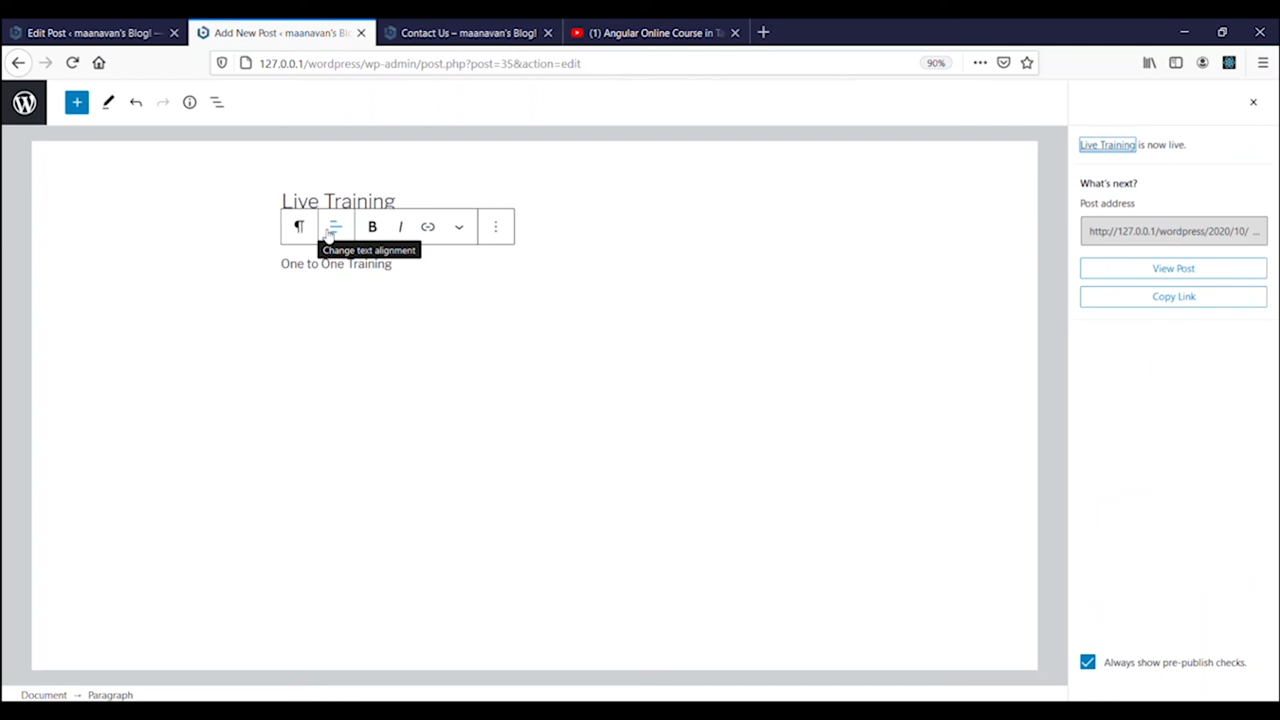 Edit Post ‹ maanavan's Blog! —
Add New Post ‹ maanavan's Bl
Contact Us – maanavan's Blog!
(1) Angular Online Course in Ta
127.0.0.1/wordpress/wp-admin/post.php?post=35&action=edit
90%
Live Training is now live.
What's next?
Post address
http://127.0.0.1/wordpress/2020/10/ ...
View Post
Copy Link
Live Training
B I
Change text alignment
One to One Training
Always show pre-publish checks.
Document → Paragraph